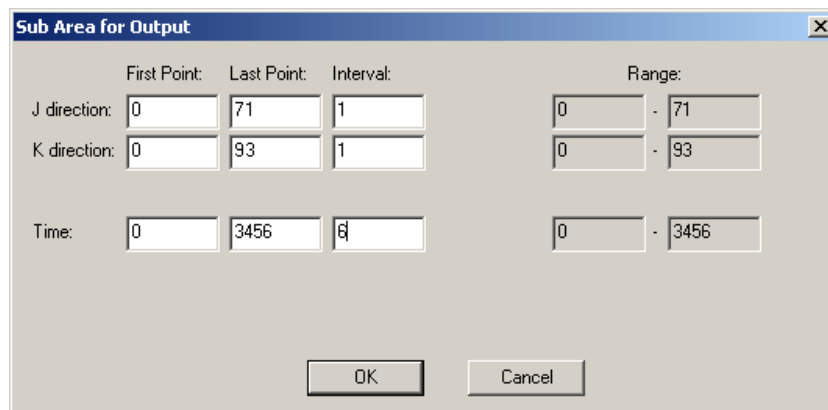 Sub Area for Output
First Point: Last Point: Interval: Range:
J direction: 0 71 1 0 - 71
K direction: 0 93 1 0 - 93
Time: 0 3456 6 0 - 3456
OK Cancel